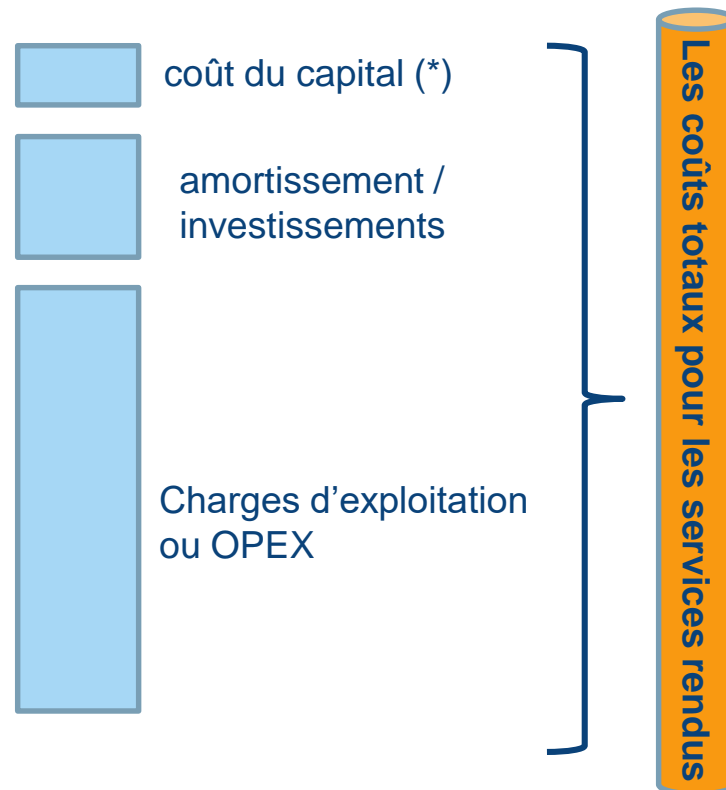 coût du capital (*)
amortissement /
investissements
Charges d’exploitation
ou OPEX
Les coûts totaux pour les services rendus